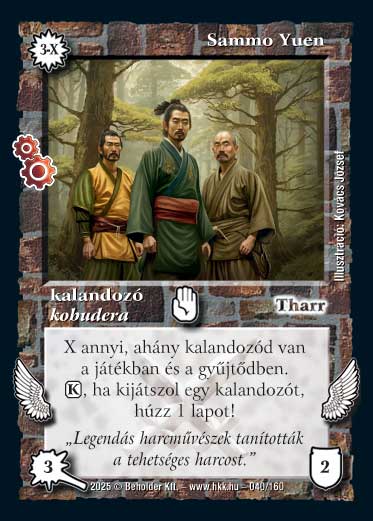 3-X
Sammo Yuen
Illusztráció: Kovács József
kalandozó
kobudera
Tharr
X annyi, ahány kalandozód van
a játékban és a gyűjtődben.
K, ha kijátszol egy kalandozót,
húzz 1 lapot!
„Legendás harcművészek tanították
a tehetséges harcost.”
3
2
2025 © Beholder Kft. – www.hkk.hu – 040/160